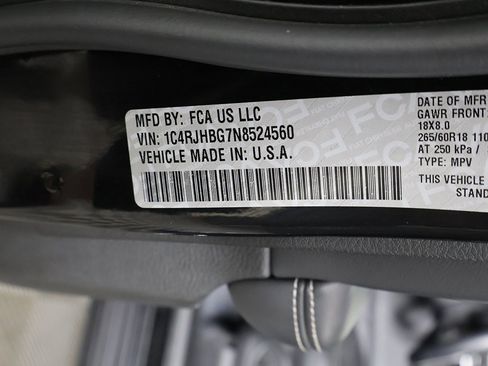 MFD BY: FCA US LLC
VIN: 1C4RJHBG7N8524560
VEHICLE MADE IN: U.S.A.
DATE OF MFR
GAWR FRONT:
18X8.0
265/60R18 110
AT 250 kPa /
TYPE: MPV
THIS VEHICLE
STAND